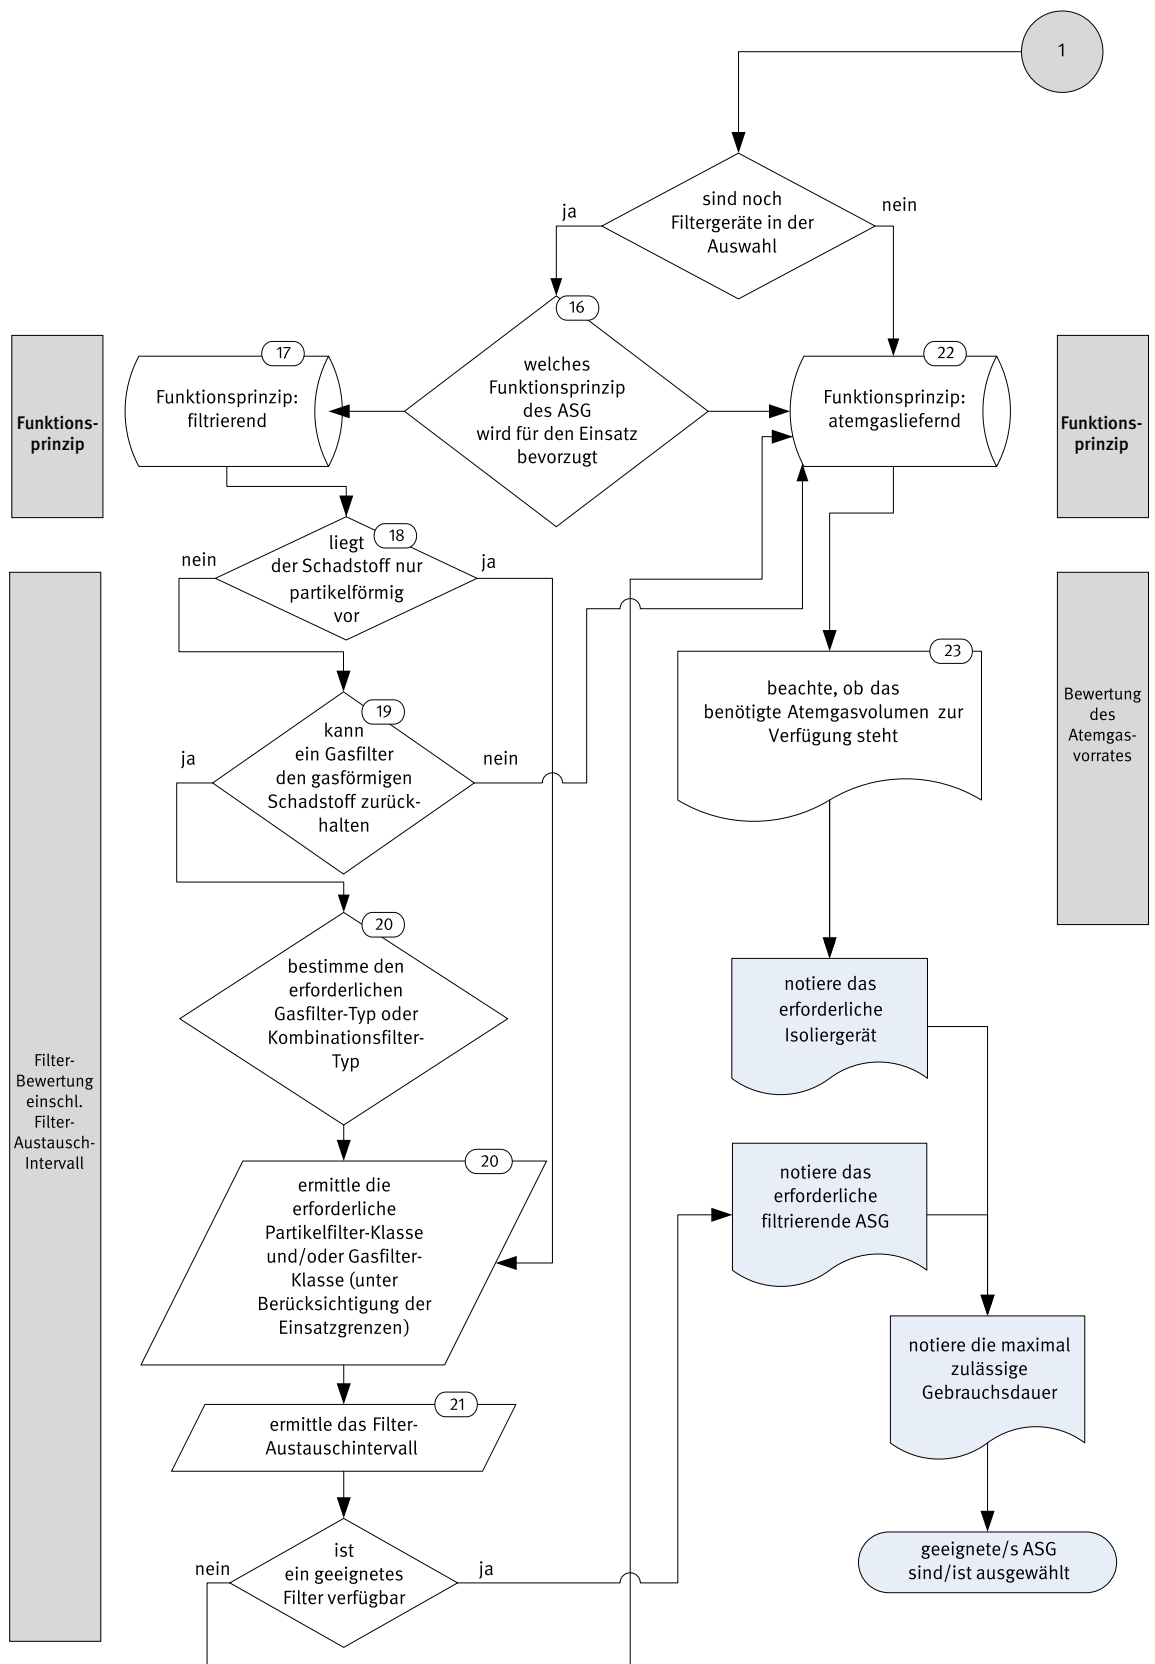 1
sind noch
Filtergeräte in der
Auswahl
ja
nein
16
welches
Funktionsprinzip
des ASG
wird für den Einsatz
bevorzugt
Funktions-
prinzip
17
Funktionsprinzip:
filtrierend
22
Funktionsprinzip:
atemgasliefernd
Funktions-
prinzip
18
liegt
der Schadstoff nur
partikelförmig
vor
nein
ja
19
kann
ein Gasfilter
den gasförmigen
Schadstoff zurück-
halten
ja
nein
23
beachte, ob das
benötigte Atemgasvolumen zur
Verfügung steht
Bewertung
des
Atemgas-
vorrates
20
bestimme den
erforderlichen
Gasfilter-Typ oder
Kombinationsfilter-
Typ
notiere das
erforderliche
Isoliergerät
Filter-
Bewertung
einschl.
Filter-
Austausch-
Intervall
20
ermittle die
erforderliche
Partikelfilter-Klasse
und/oder Gasfilter-
Klasse (unter
Berücksichtigung der
Einsatzgrenzen)
notiere das
erforderliche
filtrierende ASG
notiere die maximal
zulässige
Gebrauchsdauer
21
ermittle das Filter-
Austauschintervall
ist
ein geeignetes
Filter verfügbar
nein
ja
geeignete/s ASG
sind/ist ausgewählt